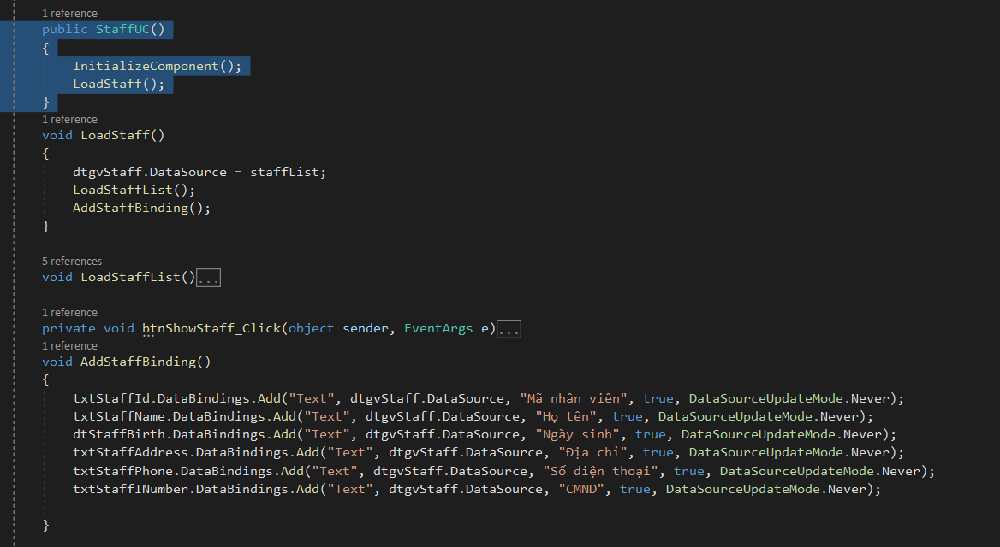 1 reference
public StaffUC()
{
InitializeComponent();
LoadStaff();
}
1 reference
void LoadStaff()
{
dtgvStaff.DataSource = staffList;
LoadStaffList();
AddStaffBinding();
}
5 references
void LoadStaffList()...
1 reference
private void btnShowStaff_Click(object sender, EventArgs e)...
1 reference
void AddStaffBinding()
{
txtStaffId.DataBindings.Add("Text", dtgvStaff.DataSource, "Mã nhân viên", true, DataSourceUpdateMode.Never);
txtStaffName.DataBindings.Add("Text", dtgvStaff.DataSource, "Họ tên", true, DataSourceUpdateMode.Never);
dtStaffBirth.DataBindings.Add("Text", dtgvStaff.DataSource, "Ngày sinh", true, DataSourceUpdateMode.Never);
txtStaffAddress.DataBindings.Add("Text", dtgvStaff.DataSource, "Địa chỉ", true, DataSourceUpdateMode.Never);
txtStaffPhone.DataBindings.Add("Text", dtgvStaff.DataSource, "Số điện thoại", true, DataSourceUpdateMode.Never);
txtStaffINumber.DataBindings.Add("Text", dtgvStaff.DataSource, "CMND", true, DataSourceUpdateMode.Never);
}